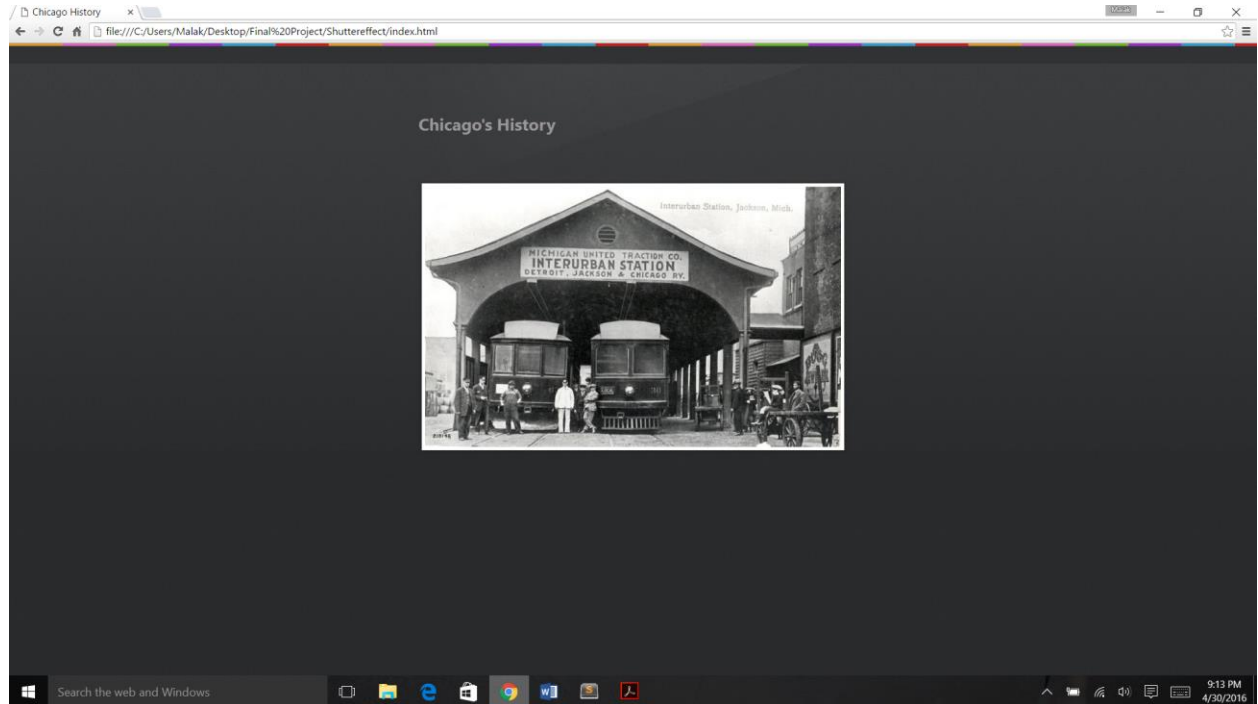 Chicago History
Malak
file:///C:/Users/Malak/Desktop/Final%20Project/Shuttereffect/index.html
Chicago's History
Interurban Station, Jackson, Mich.
MICHIGAN UNITED TRACTION CO.
INTERURBAN STATION
DETROIT, JACKSON & CHICAGO RY.
Search the web and Windows
9:13 PM
4/30/2016